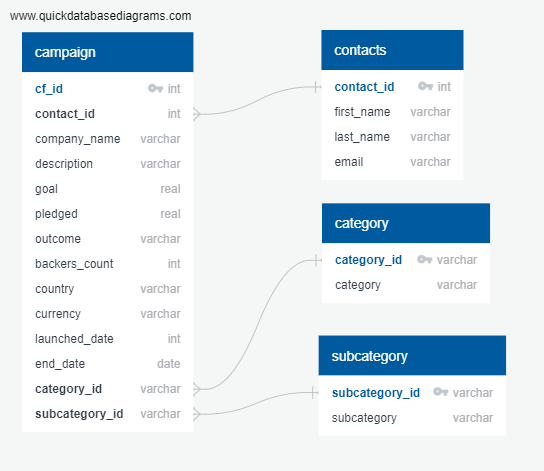 www.quickdatabasediagrams.com
campaign
cf_id int
contact_id int
company_name varchar
description varchar
goal real
pledged real
outcome varchar
backers_count int
country varchar
currency varchar
launched_date int
end_date date
category_id varchar
subcategory_id varchar
contacts
contact_id int
first_name varchar
last_name varchar
email varchar
category
category_id varchar
category varchar
subcategory
subcategory_id varchar
subcategory varchar